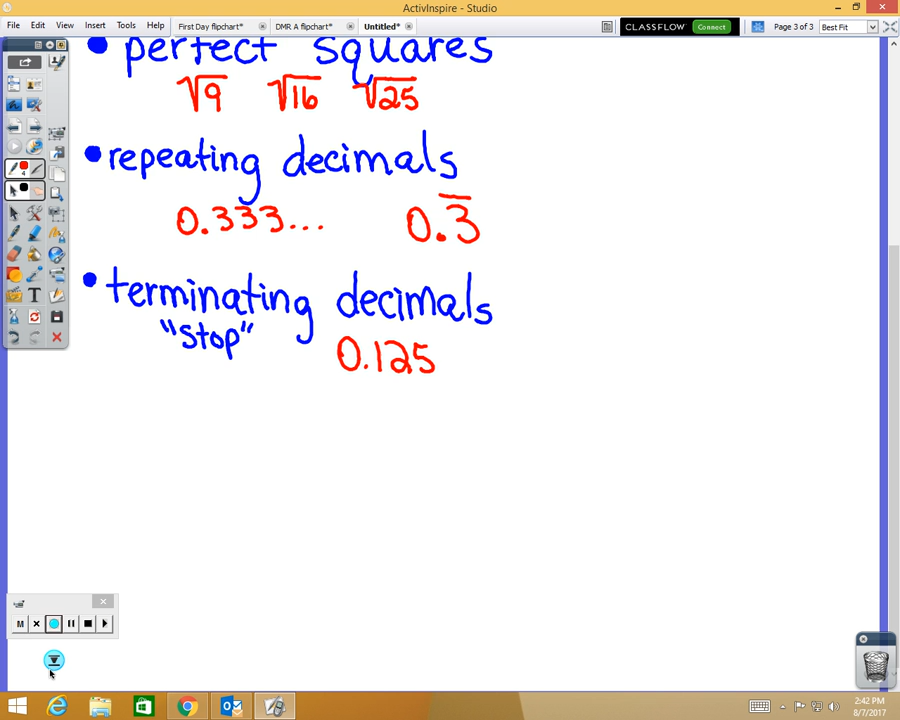 ActivInspire - Studio
File Edit View Insert Tools Help First Day flipchart* DMR A flipchart* Untitled* CLASSFLOW Connect Page 3 of 3 Best Fit
• perfect squares
√9 √16 √25
• repeating decimals
0.333... 0.3̅
• terminating decimals
"stop" 0.125
4
M
2:42 PM
8/7/2017